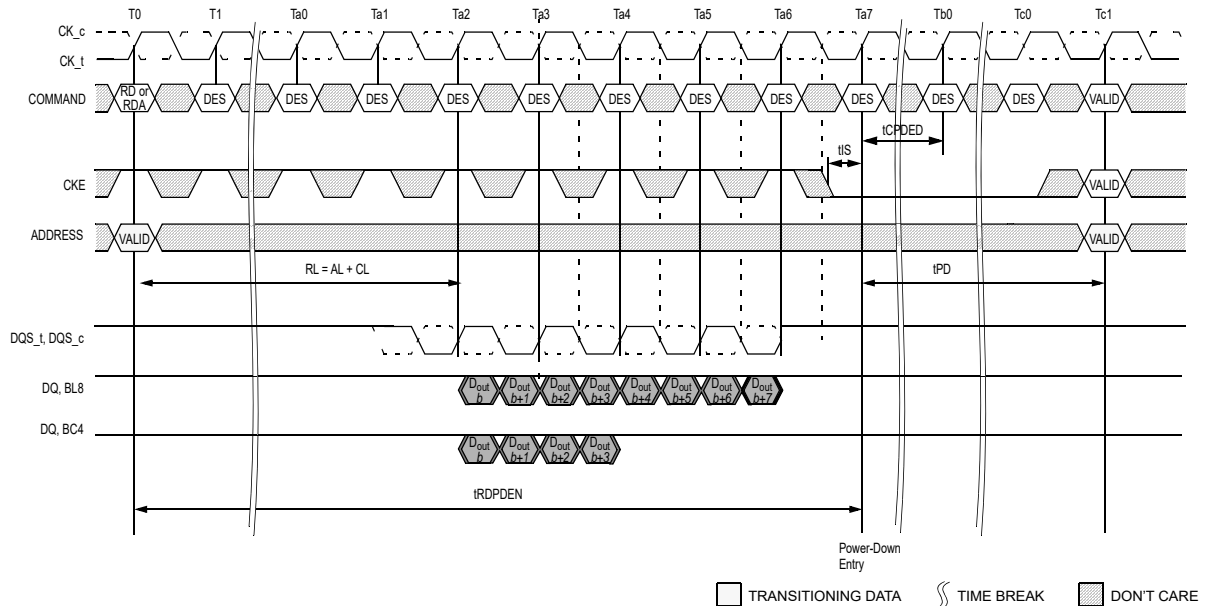 T0 T1 Ta0 Ta1 Ta2 Ta3 Ta4 Ta5 Ta6 Ta7 Tb0 Tc0 Tc1
CK_c
CK_t
COMMAND RD or RDA DES DES DES DES DES DES DES DES DES DES DES VALID
tCPDED
tIS
CKE VALID
ADDRESS VALID VALID
RL = AL + CL tPD
DQS_t, DQS_c
DQ, BL8 Dout b Dout b+1 Dout b+2 Dout b+3 Dout b+4 Dout b+5 Dout b+6 Dout b+7
DQ, BC4 Dout b Dout b+1 Dout b+2 Dout b+3
tRDPDEN
Power-Down
Entry
TRANSITIONING DATA TIME BREAK DON'T CARE